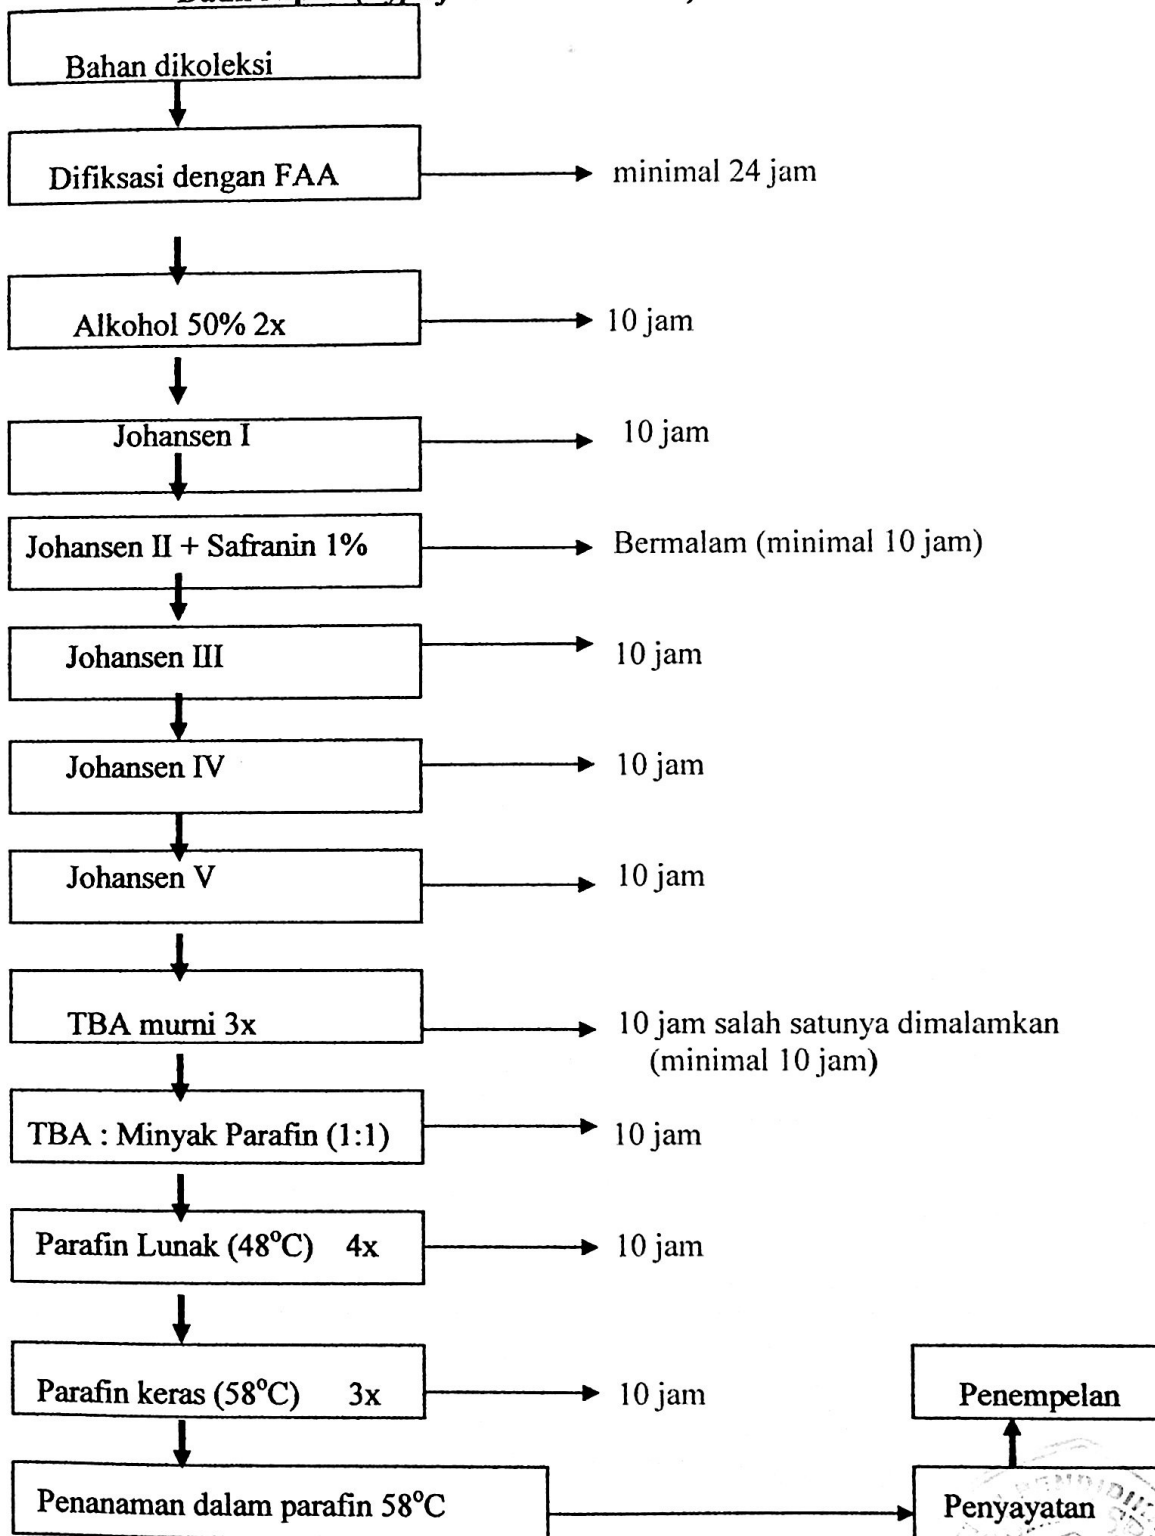 Bahan dikoleksi
Difiksasi dengan FAA
minimal 24 jam
Alkohol 50% 2x
10 jam
Johansen I
10 jam
Johansen II + Safranin 1%
Bermalam (minimal 10 jam)
Johansen III
10 jam
Johansen IV
10 jam
Johansen V
10 jam
TBA murni 3x
10 jam salah satunya dimalamkan
(minimal 10 jam)
TBA : Minyak Parafin (1:1)
10 jam
Parafin Lunak (48°C) 4x
10 jam
Parafin keras (58°C) 3x
10 jam
Penempelan
Penanaman dalam parafin 58°C
Penyayatan